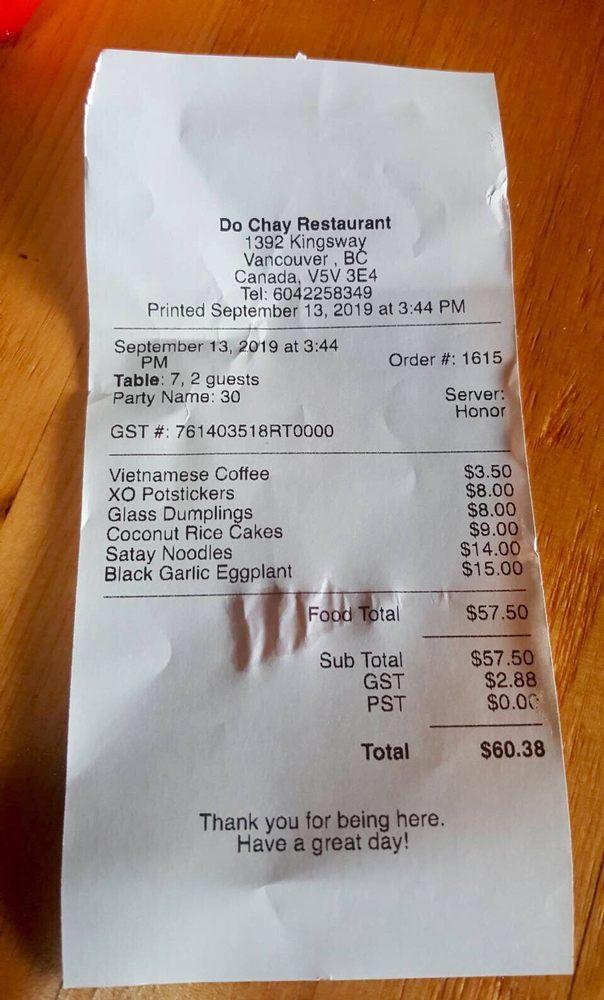 Do Chay Restaurant
1392 Kingsway
Vancouver , BC
Canada, V5V 3E4
Tel: 6042258349
Printed September 13, 2019 at 3:44 PM
September 13, 2019 at 3:44
PM
Order #: 1615
Table: 7, 2 guests
Party Name: 30
Server:
Honor
GST #: 761403518RT0000
Vietnamese Coffee $3.50
XO Potstickers $8.00
Glass Dumplings $8.00
Coconut Rice Cakes $9.00
Satay Noodles $14.00
Black Garlic Eggplant $15.00
Food Total $57.50
Sub Total $57.50
GST $2.88
PST $0.00
Total $60.38
Thank you for being here.
Have a great day!